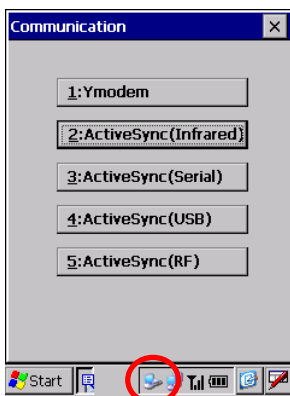 Communication
1:Ymodem
2:ActiveSync(Infrared)
3:ActiveSync(Serial)
4:ActiveSync(USB)
5:ActiveSync(RF)
Start